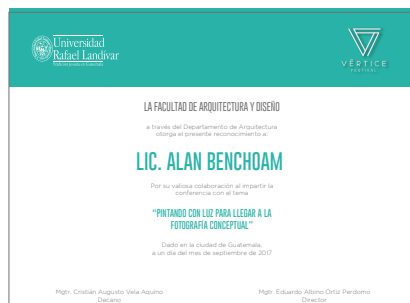 Universidad
Rafael Landívar
VÉRTICE
FESTIVAL
LA FACULTAD DE ARQUITECTURA Y DISEÑO
a través del Departamento de Arquitectura
otorga el presente reconocimiento a:
LIC. ALAN BENCHOAM
Por su valiosa colaboración al impartir la
conferencia con el tema
“PINTANDO CON LUZ PARA LLEGAR A LA
FOTOGRAFÍA CONCEPTUAL”
Dado en la ciudad de Guatemala,
a un día del mes de septiembre de 2017
Mgtr. Cristián Augusto Vela Aquino
Decano
Mgtr. Eduardo Albino Ortiz Perdomo
Director